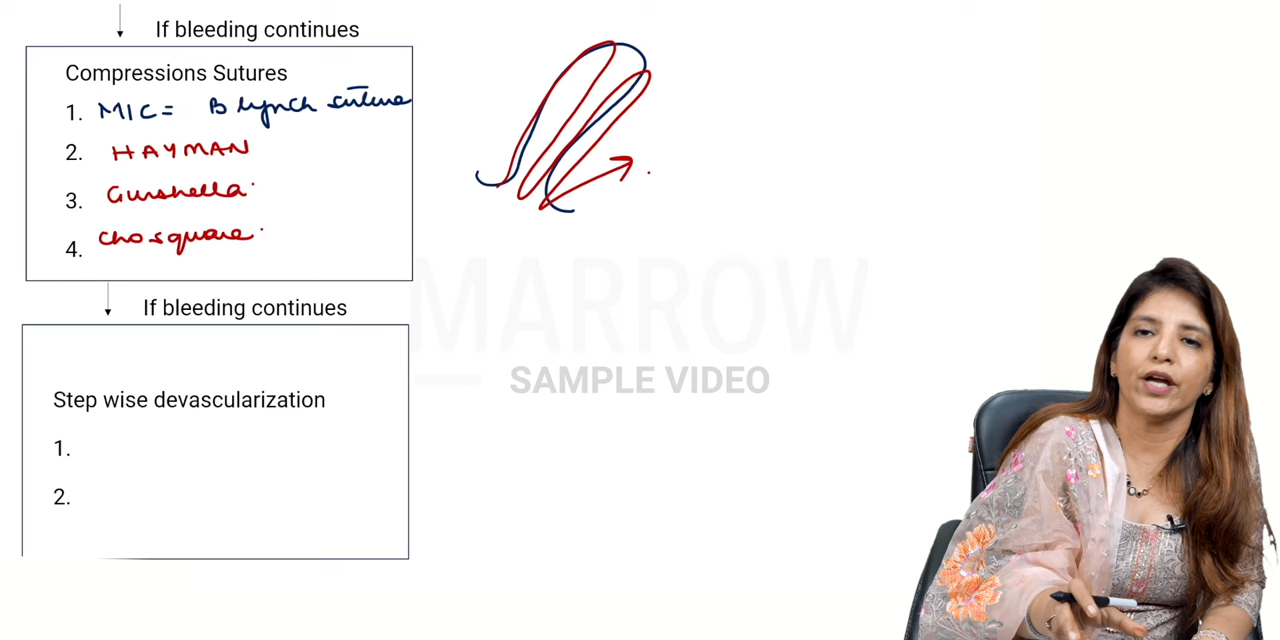 If bleeding continues
Compressions Sutures
1. MIC = B lynch suture
2. HAYMAN
3. Gunshella
4. Cho square
If bleeding continues
MARROW
SAMPLE VIDEO
Step wise devascularization
1.
2.